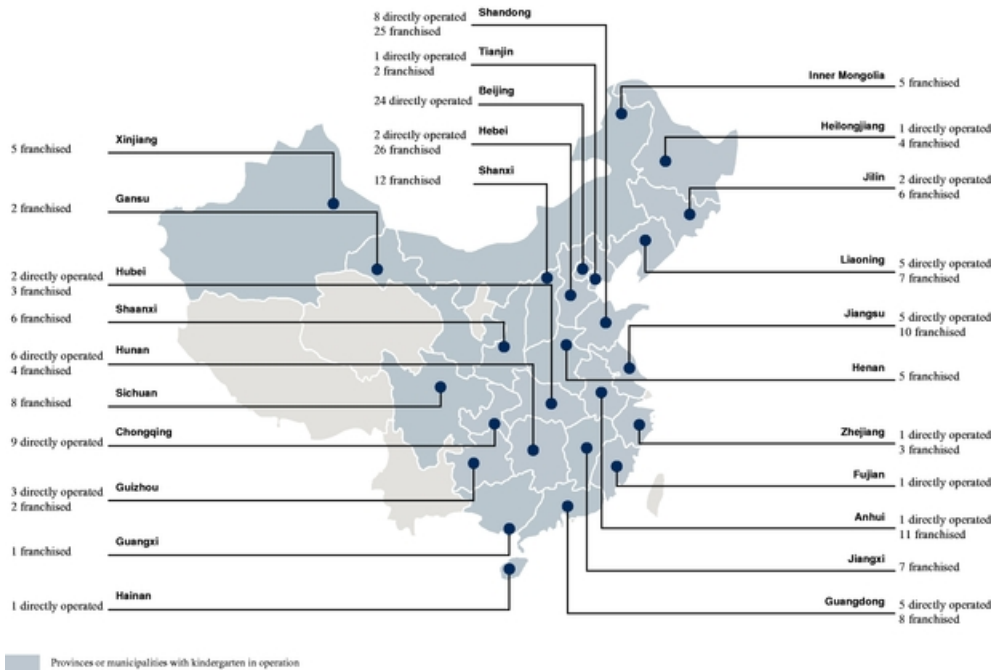 8 directly operated
25 franchised
Shandong
1 directly operated
2 franchised
Tianjin
24 directly operated
Beijing
2 directly operated
26 franchised
Hebei
12 franchised
Shanxi
5 franchised
Xinjiang
2 franchised
Gansu
2 directly operated
3 franchised
Hubei
6 franchised
Shaanxi
6 directly operated
4 franchised
Hunan
8 franchised
Sichuan
9 directly operated
Chongqing
3 directly operated
2 franchised
Guizhou
1 franchised
Guangxi
1 directly operated
Hainan
Inner Mongolia
5 franchised
Heilongjiang
1 directly operated
4 franchised
Jilin
2 directly operated
6 franchised
Liaoning
5 directly operated
7 franchised
Jiangsu
5 directly operated
10 franchised
Henan
5 franchised
Zhejiang
1 directly operated
3 franchised
Fujian
1 directly operated
Anhui
1 directly operated
11 franchised
Jiangxi
7 franchised
Guangdong
5 directly operated
8 franchised
Provinces or municipalities with kindergarten in operation